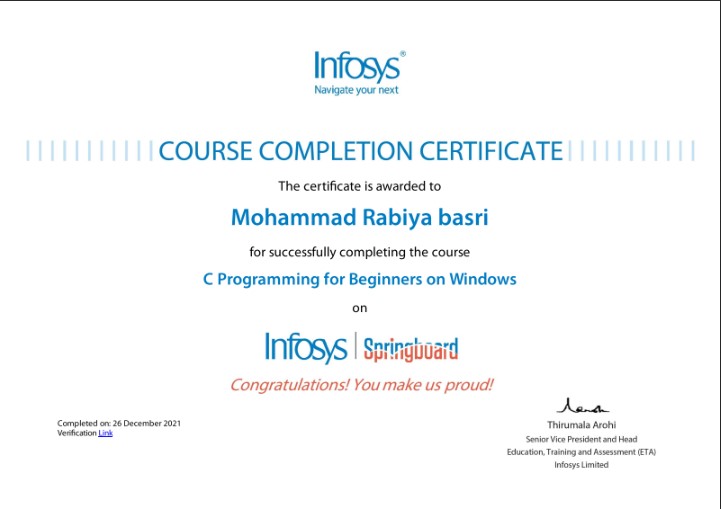 Infosys®
Navigate your next
COURSE COMPLETION CERTIFICATE
The certificate is awarded to
Mohammad Rabiya basri
for successfully completing the course
C Programming for Beginners on Windows
on
Infosys | Springboard
Congratulations! You make us proud!
Completed on: 26 December 2021
Verification Link
Thirumala Arohi
Senior Vice President and Head
Education, Training and Assessment (ETA)
Infosys Limited